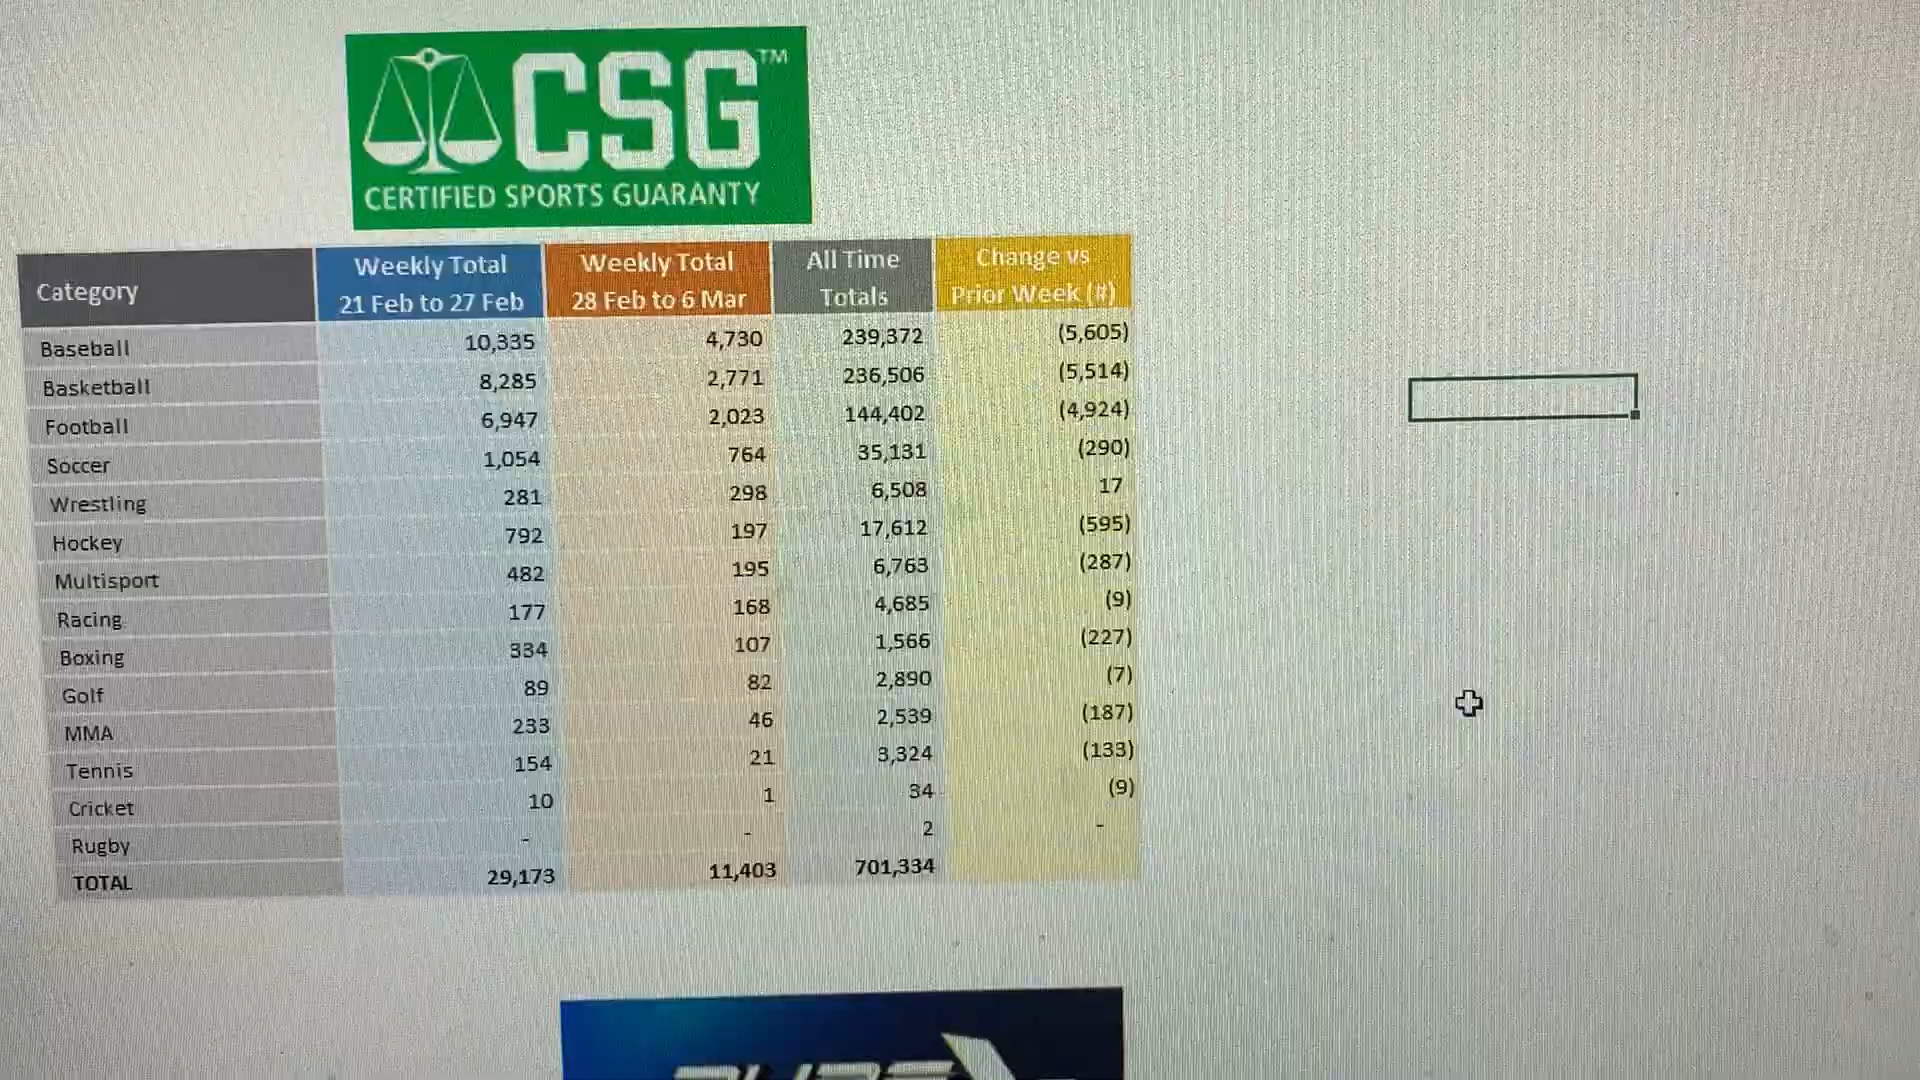 CSG™
CERTIFIED SPORTS GUARANTY
Category Weekly Total 21 Feb to 27 Feb Weekly Total 28 Feb to 6 Mar All Time Totals Change vs Prior Week (#)
Baseball 10,335 4,730 239,372 (5,605)
Basketball 8,285 2,771 236,506 (5,514)
Football 6,947 2,023 144,402 (4,924)
Soccer 1,054 764 35,131 (290)
Wrestling 281 298 6,508 17
Hockey 792 197 17,612 (595)
Multisport 482 195 6,763 (287)
Racing 177 168 4,685 (9)
Boxing 334 107 1,566 (227)
Golf 89 82 2,890 (7)
MMA 233 46 2,539 (187)
Tennis 154 21 3,324 (133)
Cricket 10 1 34 (9)
Rugby - - 2 -
TOTAL 29,173 11,403 701,334